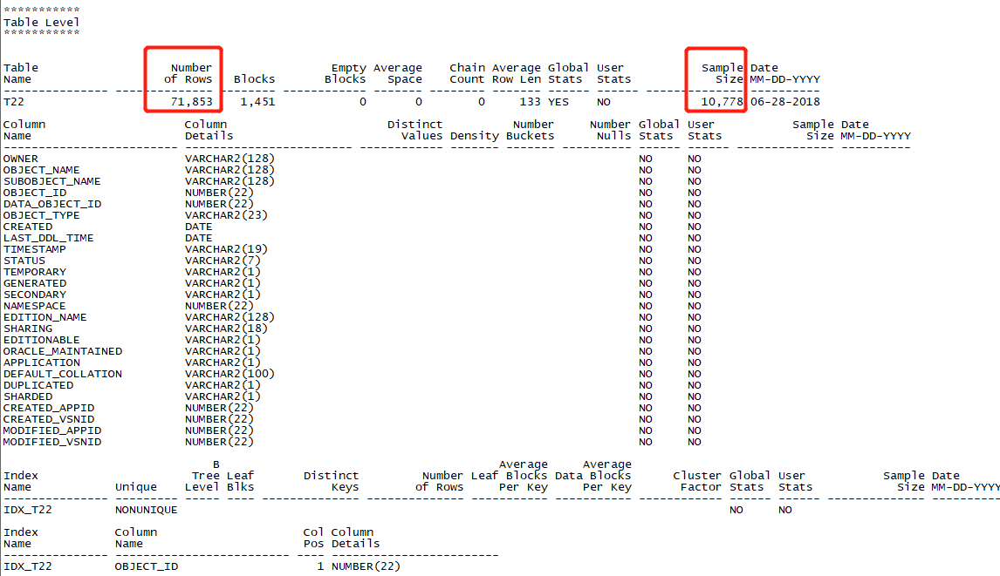 ***********
Table Level
***********
Table Number Empty Average Chain Average Global User Sample Date
Name of Rows Blocks Blocks Space Count Row Len Stats Stats Size MM-DD-YYYY
--------------- -------------- -------- ------------ ------- -------- ------- ------ ------ -------------- ----------
T22 71,853 1,451 0 0 0 133 YES NO 10,778 06-28-2018
Column Column Distinct Number Number Global User Sample Date
Name Details Values Density Buckets Nulls Stats Stats Size MM-DD-YYYY
------------------------- ------------------------ ------------ ------- ------- ---------- ------ ------ -------------- ----------
OWNER VARCHAR2(128) NO NO
OBJECT_NAME VARCHAR2(128) NO NO
SUBOBJECT_NAME VARCHAR2(128) NO NO
OBJECT_ID NUMBER(22) NO NO
DATA_OBJECT_ID NUMBER(22) NO NO
OBJECT_TYPE VARCHAR2(23) NO NO
CREATED DATE NO NO
LAST_DDL_TIME DATE NO NO
TIMESTAMP VARCHAR2(19) NO NO
STATUS VARCHAR2(7) NO NO
TEMPORARY VARCHAR2(1) NO NO
GENERATED VARCHAR2(1) NO NO
SECONDARY VARCHAR2(1) NO NO
NAMESPACE NUMBER(22) NO NO
EDITION_NAME VARCHAR2(128) NO NO
SHARING VARCHAR2(18) NO NO
EDITIONABLE VARCHAR2(1) NO NO
ORACLE_MAINTAINED VARCHAR2(1) NO NO
APPLICATION VARCHAR2(1) NO NO
DEFAULT_COLLATION VARCHAR2(100) NO NO
DUPLICATED VARCHAR2(1) NO NO
SHARDED VARCHAR2(1) NO NO
CREATED_APPID NUMBER(22) NO NO
CREATED_VSNID NUMBER(22) NO NO
MODIFIED_APPID NUMBER(22) NO NO
MODIFIED_VSNID NUMBER(22) NO NO
B Average Average
Index Tree Leaf Distinct Number Leaf Blocks Data Blocks Cluster Global User Sample Date
Name Unique Level Blks Keys of Rows Per Key Per Key Factor Stats Stats Size MM-DD-YYYY
--------------- --------- ----- ---- -------------- -------------- ----------- ----------- ------------ ------ ------ -------------- ----------
IDX_T22 NONUNIQUE NO NO
Index Column Col Column
Name Name Pos Details
--------------- ------------------------- ---- ------------------------
IDX_T22 OBJECT_ID 1 NUMBER(22)